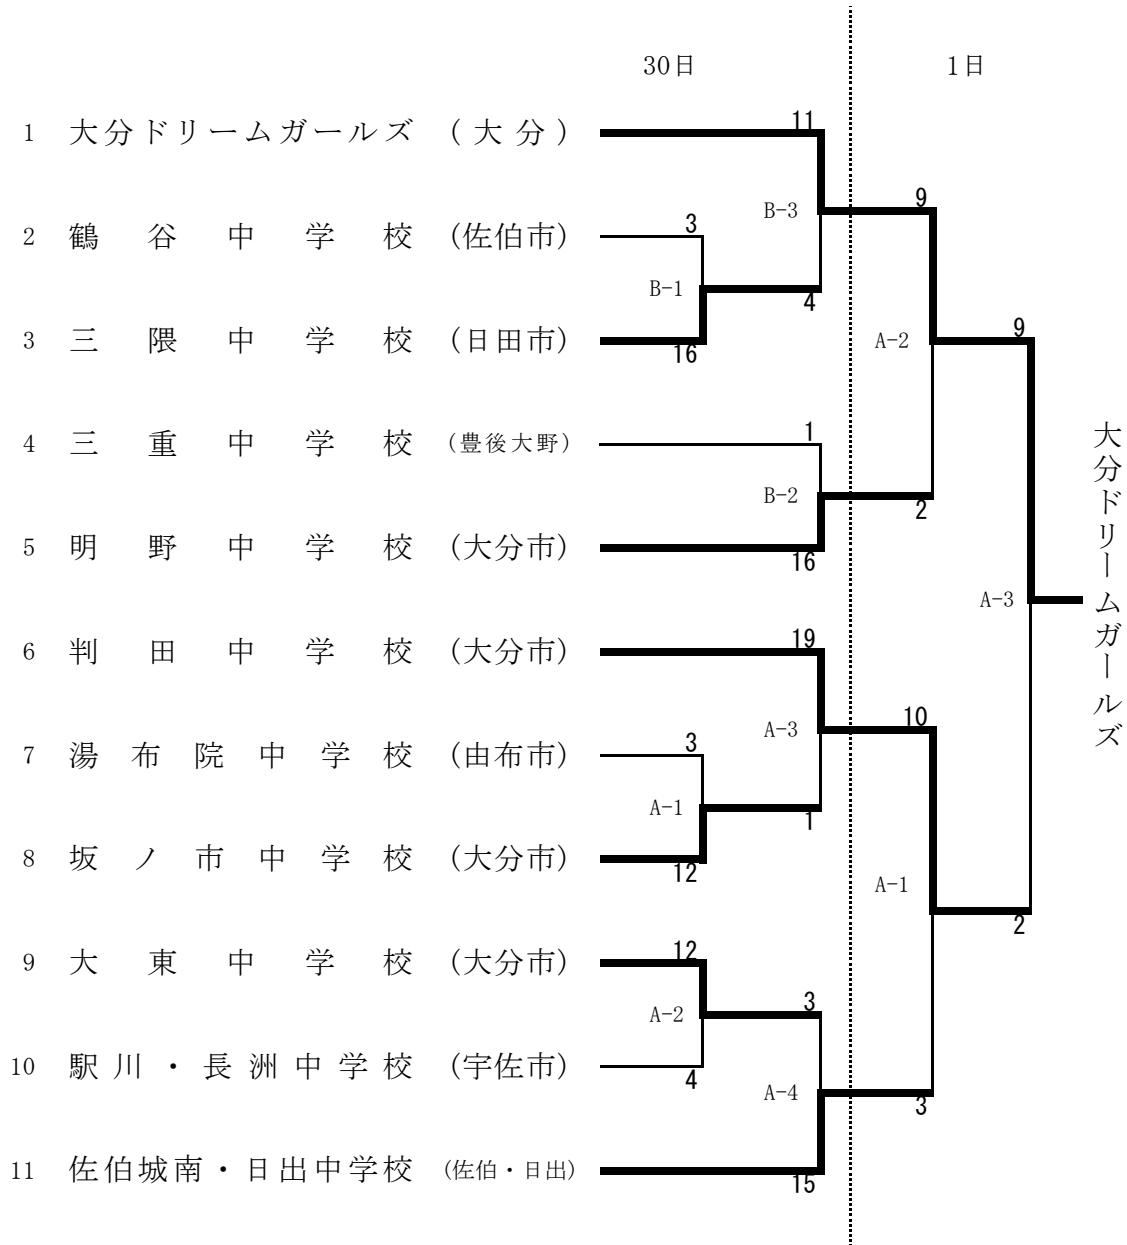 30日 1日
1 大分ドリームガールズ (大分) 11
9
B-3
2 鶴谷中学校 (佐伯市) 3
B-1
4
9
3 三隈中学校 (日田市) 16
A-2
4 三重中学校 (豊後大野) 1
B-2
2
5 明野中学校 (大分市) 16
A-3
大分ドリームガールズ
6 判田中学校 (大分市) 19
10
A-3
7 湯布院中学校 (由布市) 3
A-1
1
8 坂ノ市中学校 (大分市) 12
A-1
2
9 大東中学校 (大分市) 12
3
A-2
10 駅川・長洲中学校 (宇佐市) 4
A-4
3
11 佐伯城南・日出中学校 (佐伯・日出) 15